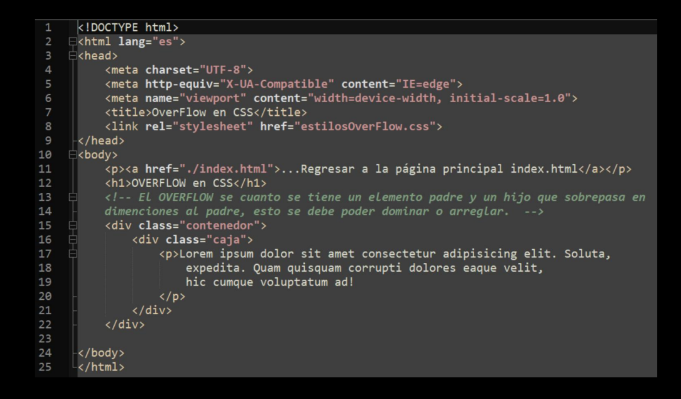 1 <!DOCTYPE html>
2 <html lang="es">
3 <head>
4 <meta charset="UTF-8">
5 <meta http-equiv="X-UA-Compatible" content="IE=edge">
6 <meta name="viewport" content="width=device-width, initial-scale=1.0">
7 <title>OverFlow en CSS</title>
8 <link rel="stylesheet" href="estilosOverFlow.css">
9 </head>
10 <body>
11 <p><a href="./index.html">...Regresar a la página principal index.html</a></p>
12 <h1>OVERFLOW en CSS</h1>
13 <!-- El OVERFLOW se cuanto se tiene un elemento padre y un hijo que sobrepasa en
14 dimenciones al padre, esto se debe poder dominar o arreglar. -->
15 <div class="contenedor">
16 <div class="caja">
17 <p>Lorem ipsum dolor sit amet consectetur adipisicing elit. Soluta,
18 expedita. Quam quisquam corrupti dolores eaque velit,
19 hic cumque voluptatum ad!
20 </p>
21 </div>
22 </div>
23
24 </body>
25 </html>